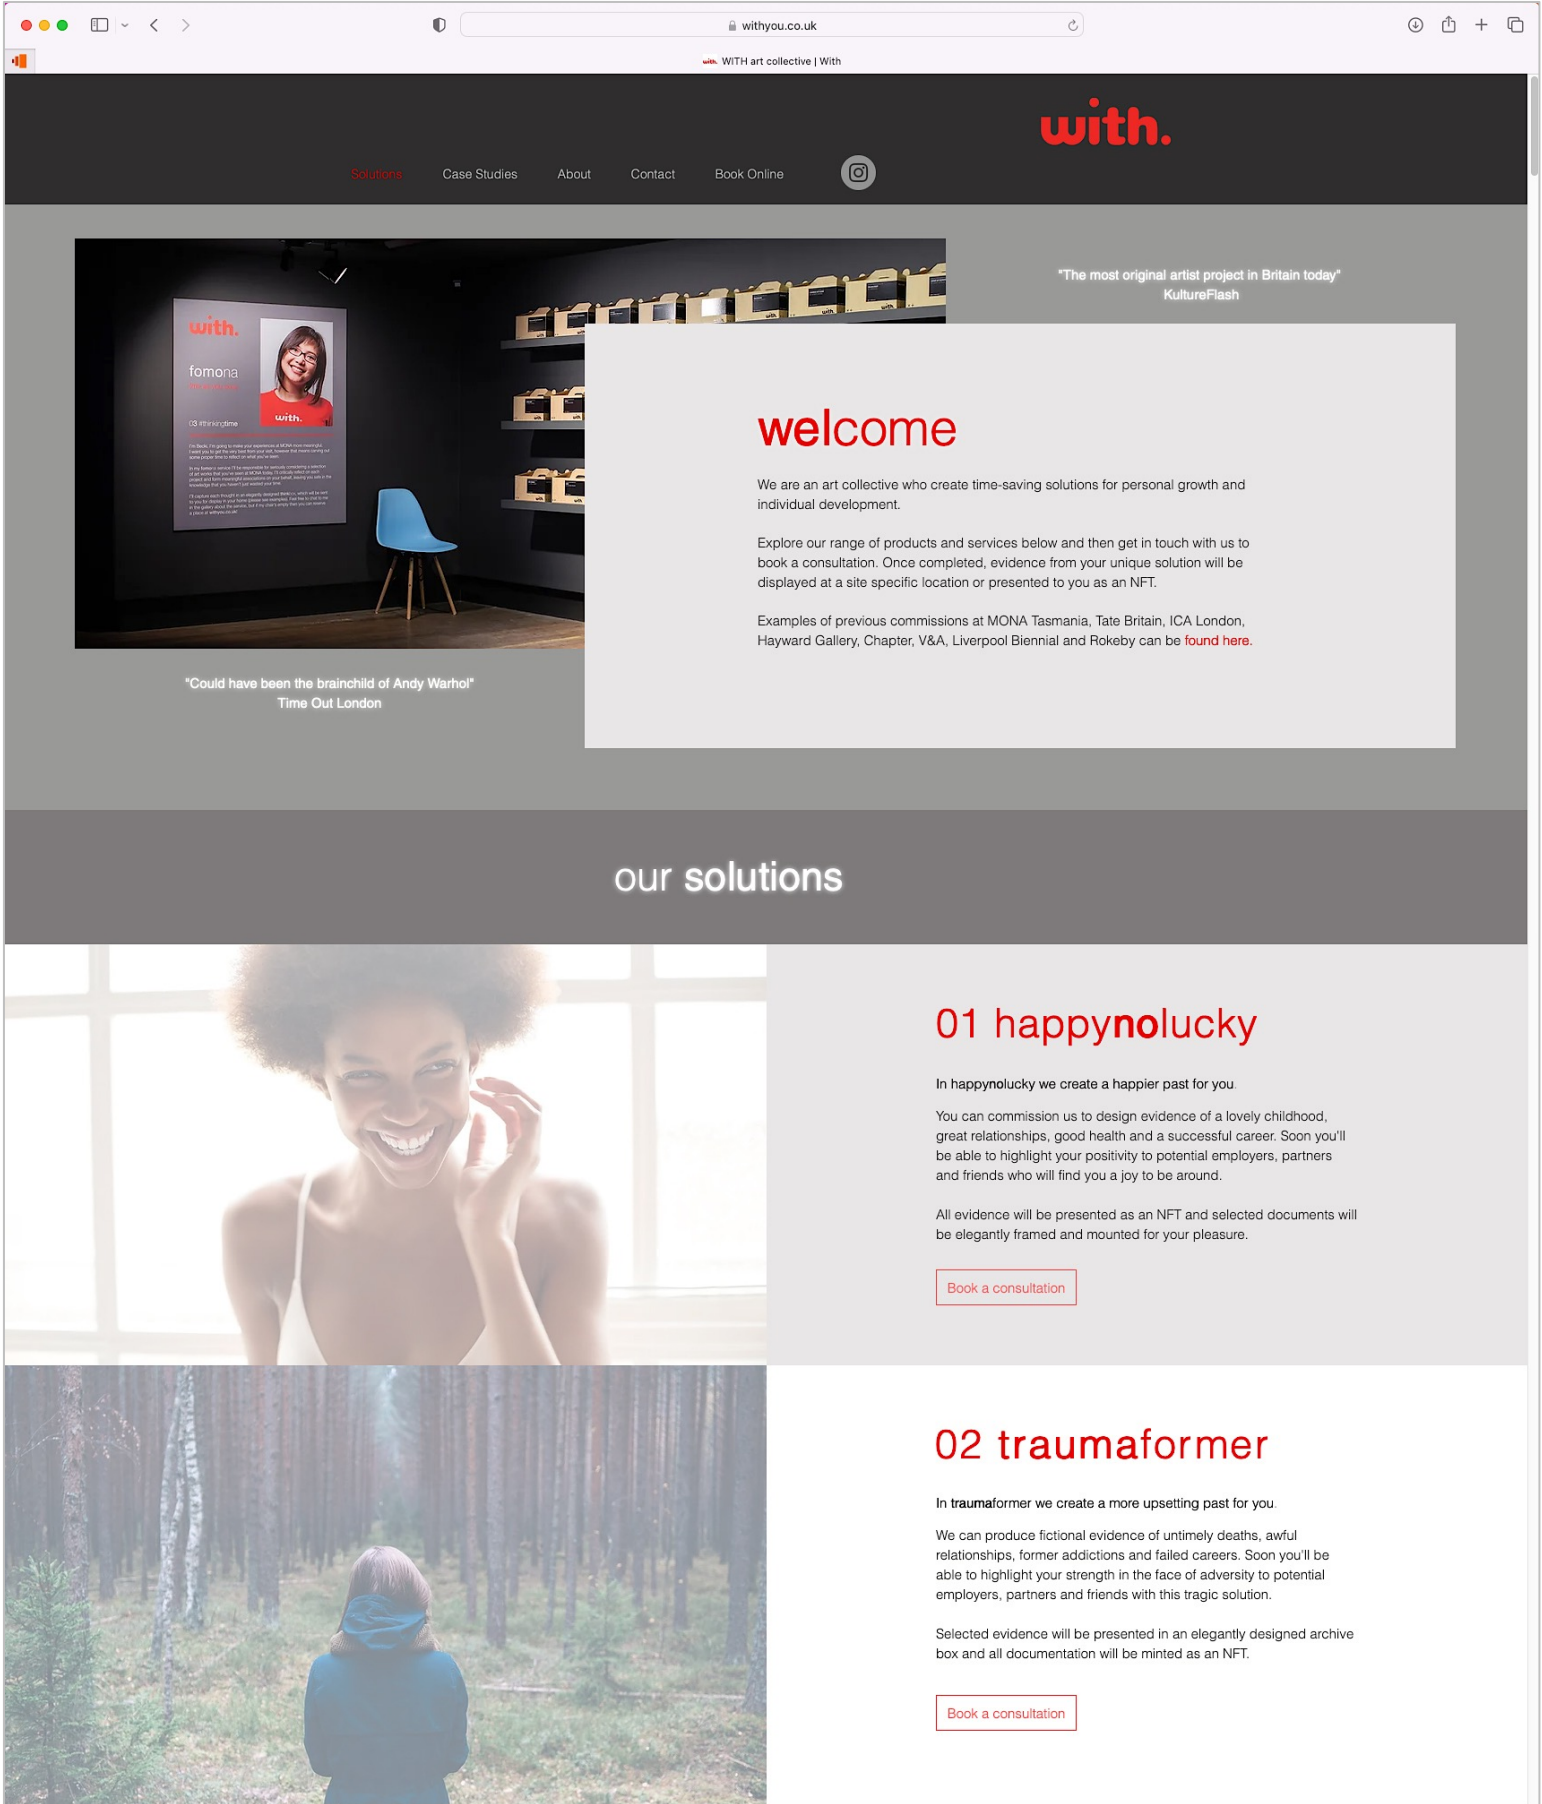 withyou.co.uk
with. WITH art collective | With
with.
Solutions
Case Studies
About
Contact
Book Online
"The most original artist project in Britain today"
KultureFlash
with.
fomona
with.
03 #thinkingtime
welcome
We are an art collective who create time-saving solutions for personal growth and
individual development.
Explore our range of products and services below and then get in touch with us to
book a consultation. Once completed, evidence from your unique solution will be
displayed at a site specific location or presented to you as an NFT.
Examples of previous commissions at MONA Tasmania, Tate Britain, ICA London,
Hayward Gallery, Chapter, V&A, Liverpool Biennial and Rokeby can be found here.
"Could have been the brainchild of Andy Warhol"
Time Out London
our solutions
01 happynolucky
In happynolucky we create a happier past for you.
You can commission us to design evidence of a lovely childhood,
great relationships, good health and a successful career. Soon you'll
be able to highlight your positivity to potential employers, partners
and friends who will find you a joy to be around.
All evidence will be presented as an NFT and selected documents will
be elegantly framed and mounted for your pleasure.
Book a consultation
02 traumaformer
In traumaformer we create a more upsetting past for you.
We can produce fictional evidence of untimely deaths, awful
relationships, former addictions and failed careers. Soon you'll be
able to highlight your strength in the face of adversity to potential
employers, partners and friends with this tragic solution.
Selected evidence will be presented in an elegantly designed archive
box and all documentation will be minted as an NFT.
Book a consultation